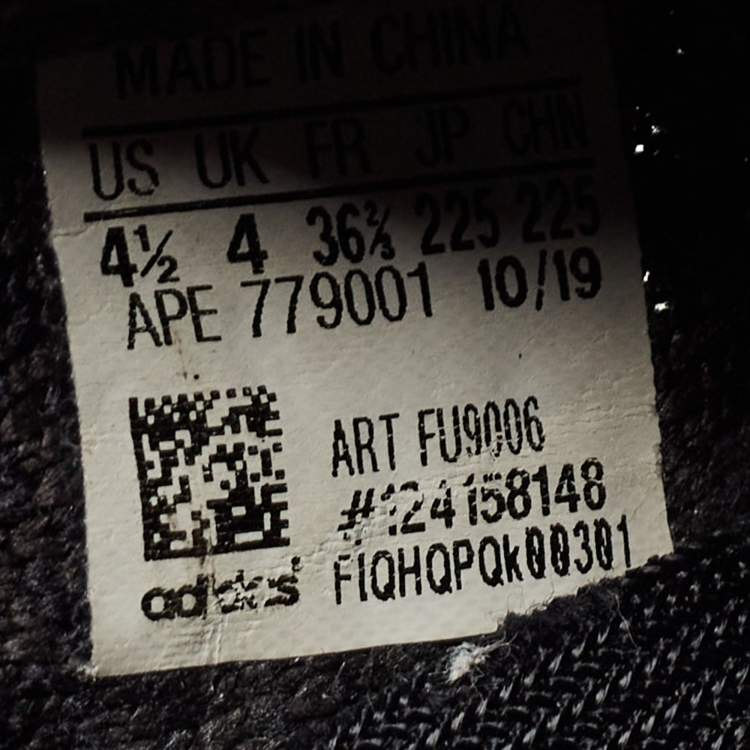 MADE IN CHINA
US UK FR JP CHN
4½ 4 36⅔ 225 225
APE 779001 10/19
ART FU9006
#124158148
FIQHQPQk00301
adidas